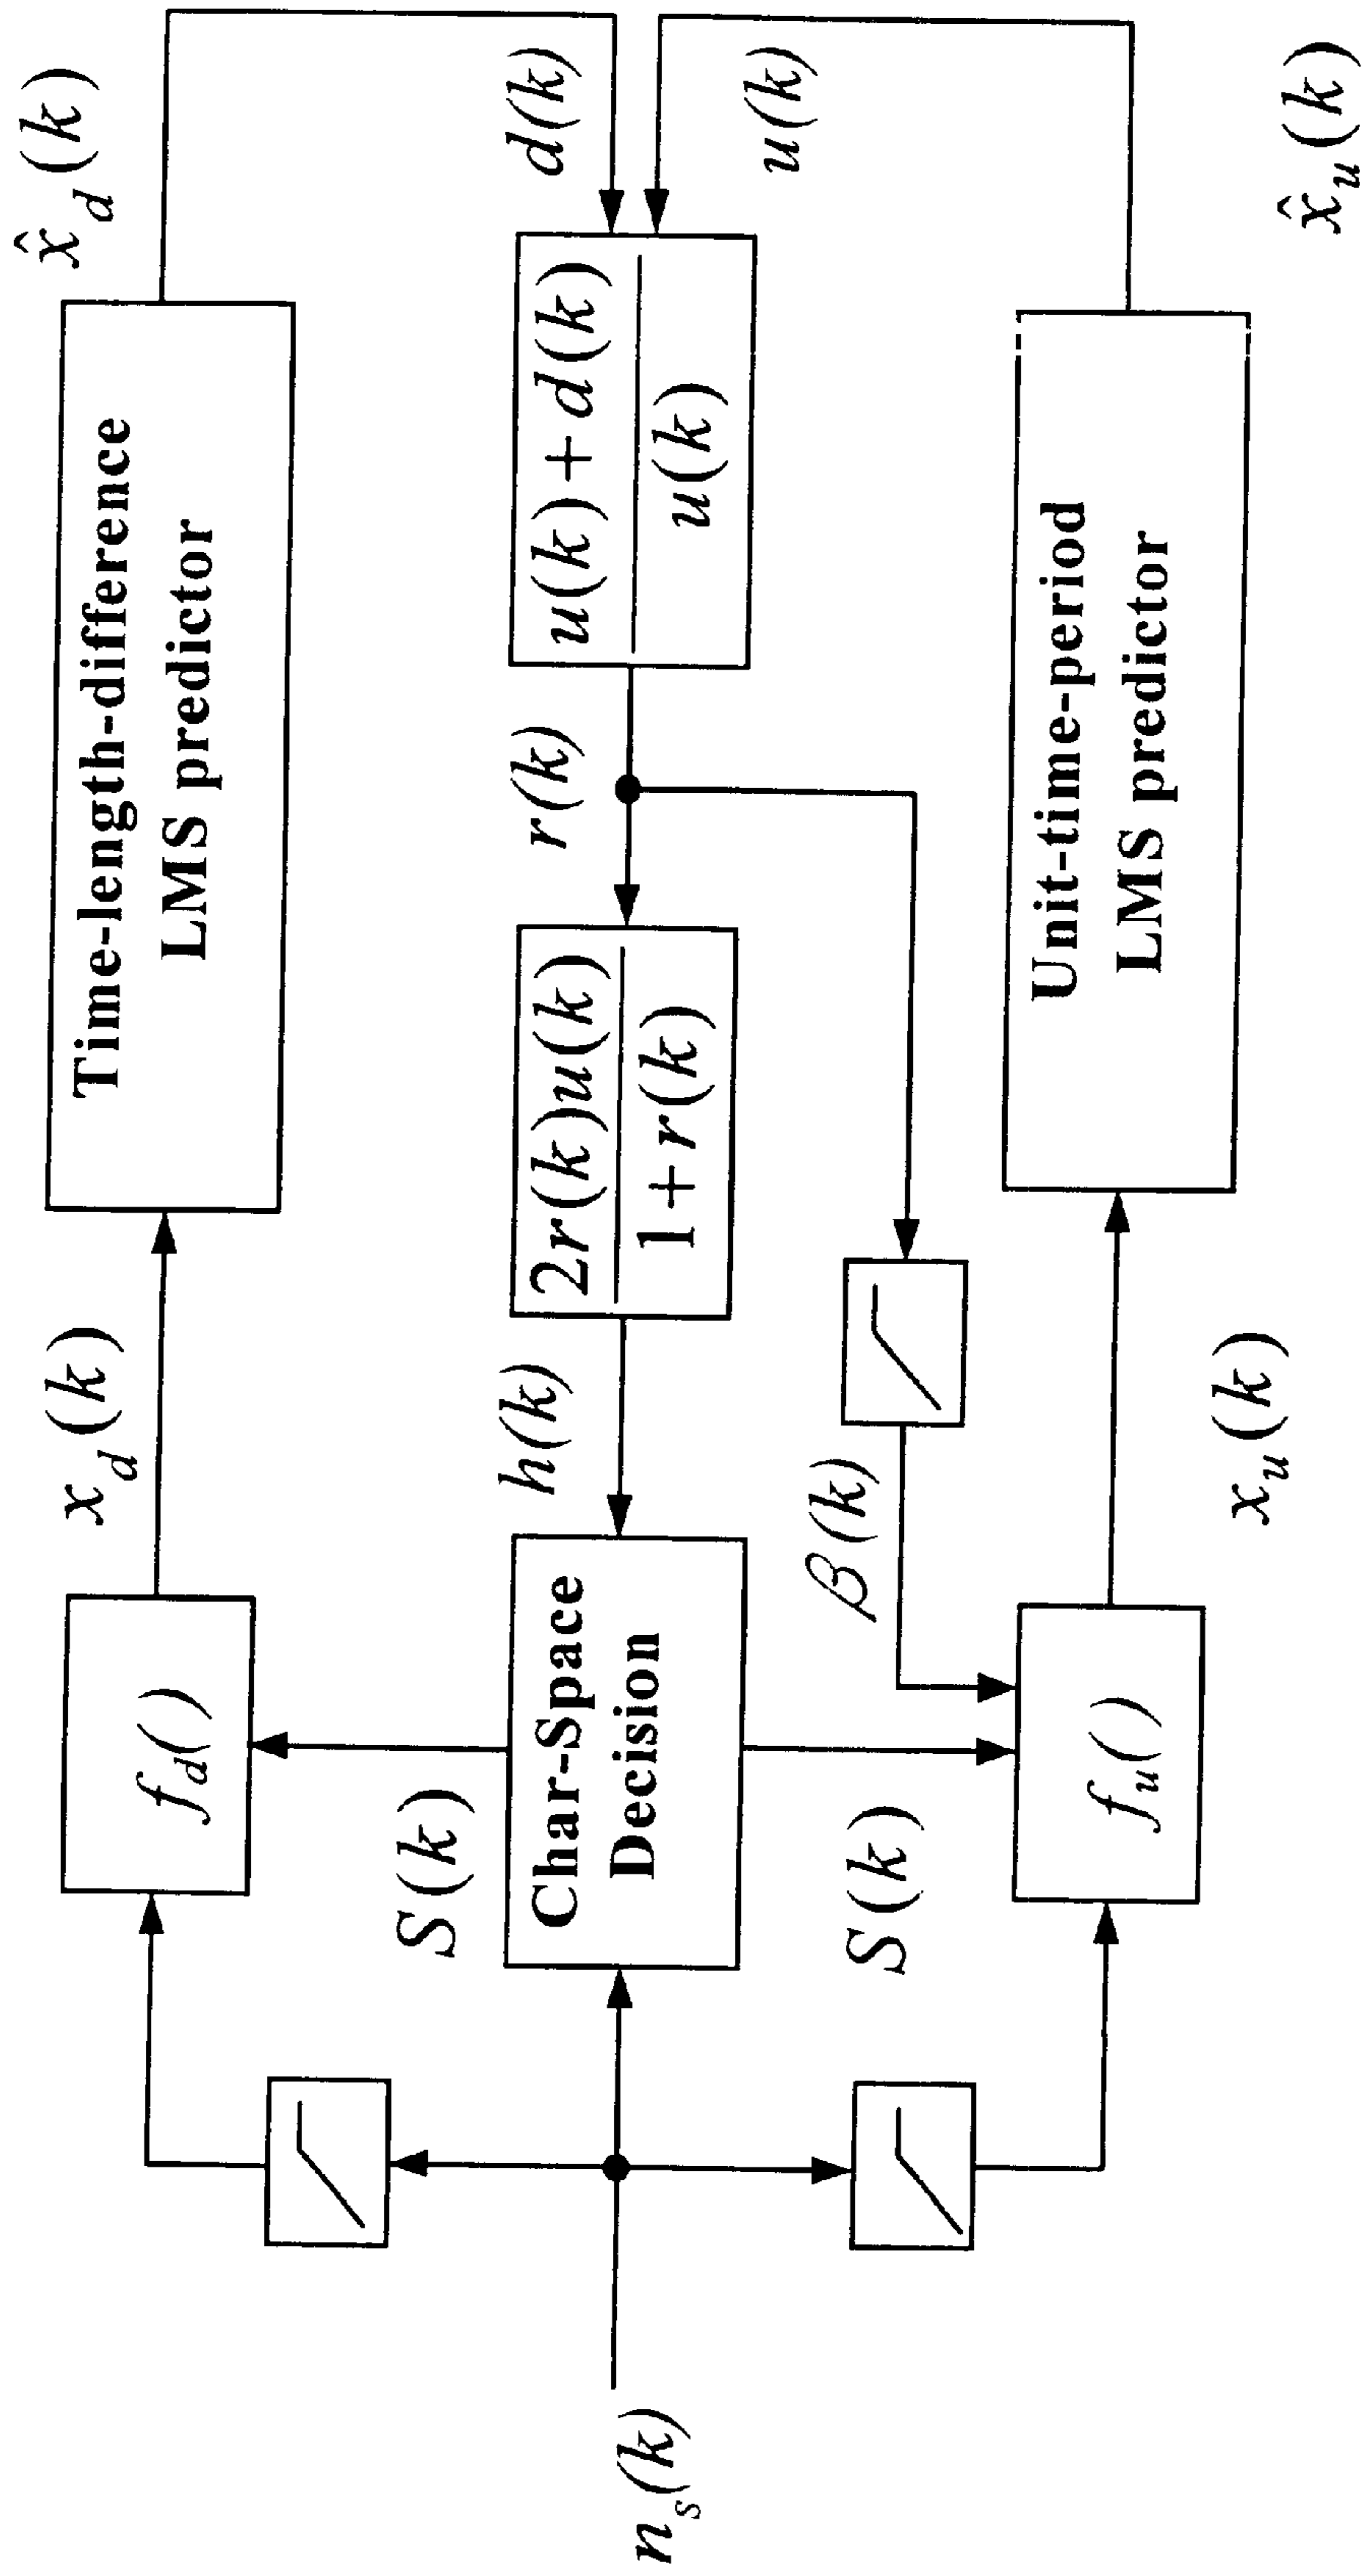 x̂_d(k)
x_d(k)
Time-length-difference
LMS predictor
f_d()
d(k)
u(k)
S(k)
h(k)
r(k)
n_s(k)
Char-Space
Decision
2r(k)u(k)
1+r(k)
u(k)+d(k)
u(k)
S(k)
β(k)
f_u()
Unit-time-period
LMS predictor
x_u(k)
x̂_u(k)